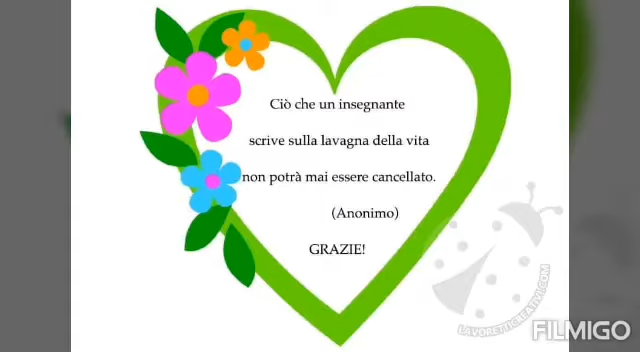 Ciò che un insegnante
scrive sulla lavagna della vita
non potrà mai essere cancellato.
(Anonimo)
GRAZIE!
LAVORETTICREATIVI.COM
FILMIGO